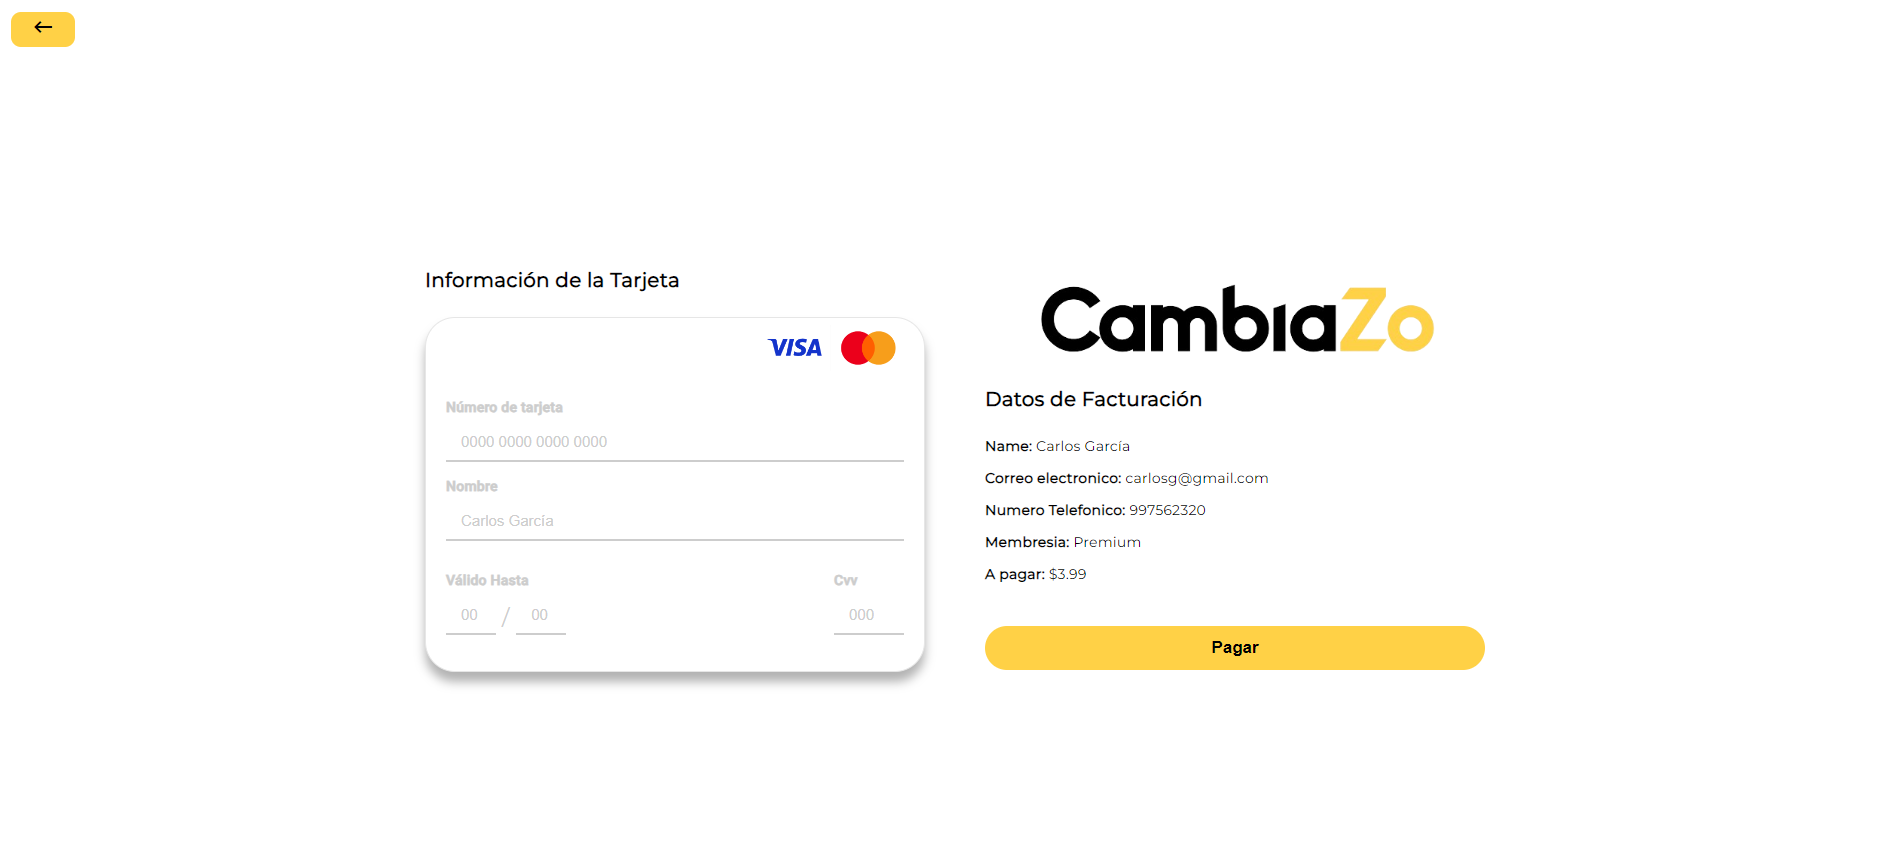 Información de la Tarjeta
VISA
Número de tarjeta
0000 0000 0000 0000
Nombre
Carlos García
Válido Hasta
Cvv
00 / 00
000
CambiaZo
Datos de Facturación
Name: Carlos García
Correo electronico: carlosg@gmail.com
Numero Telefonico: 997562320
Membresia: Premium
A pagar: $3.99
Pagar